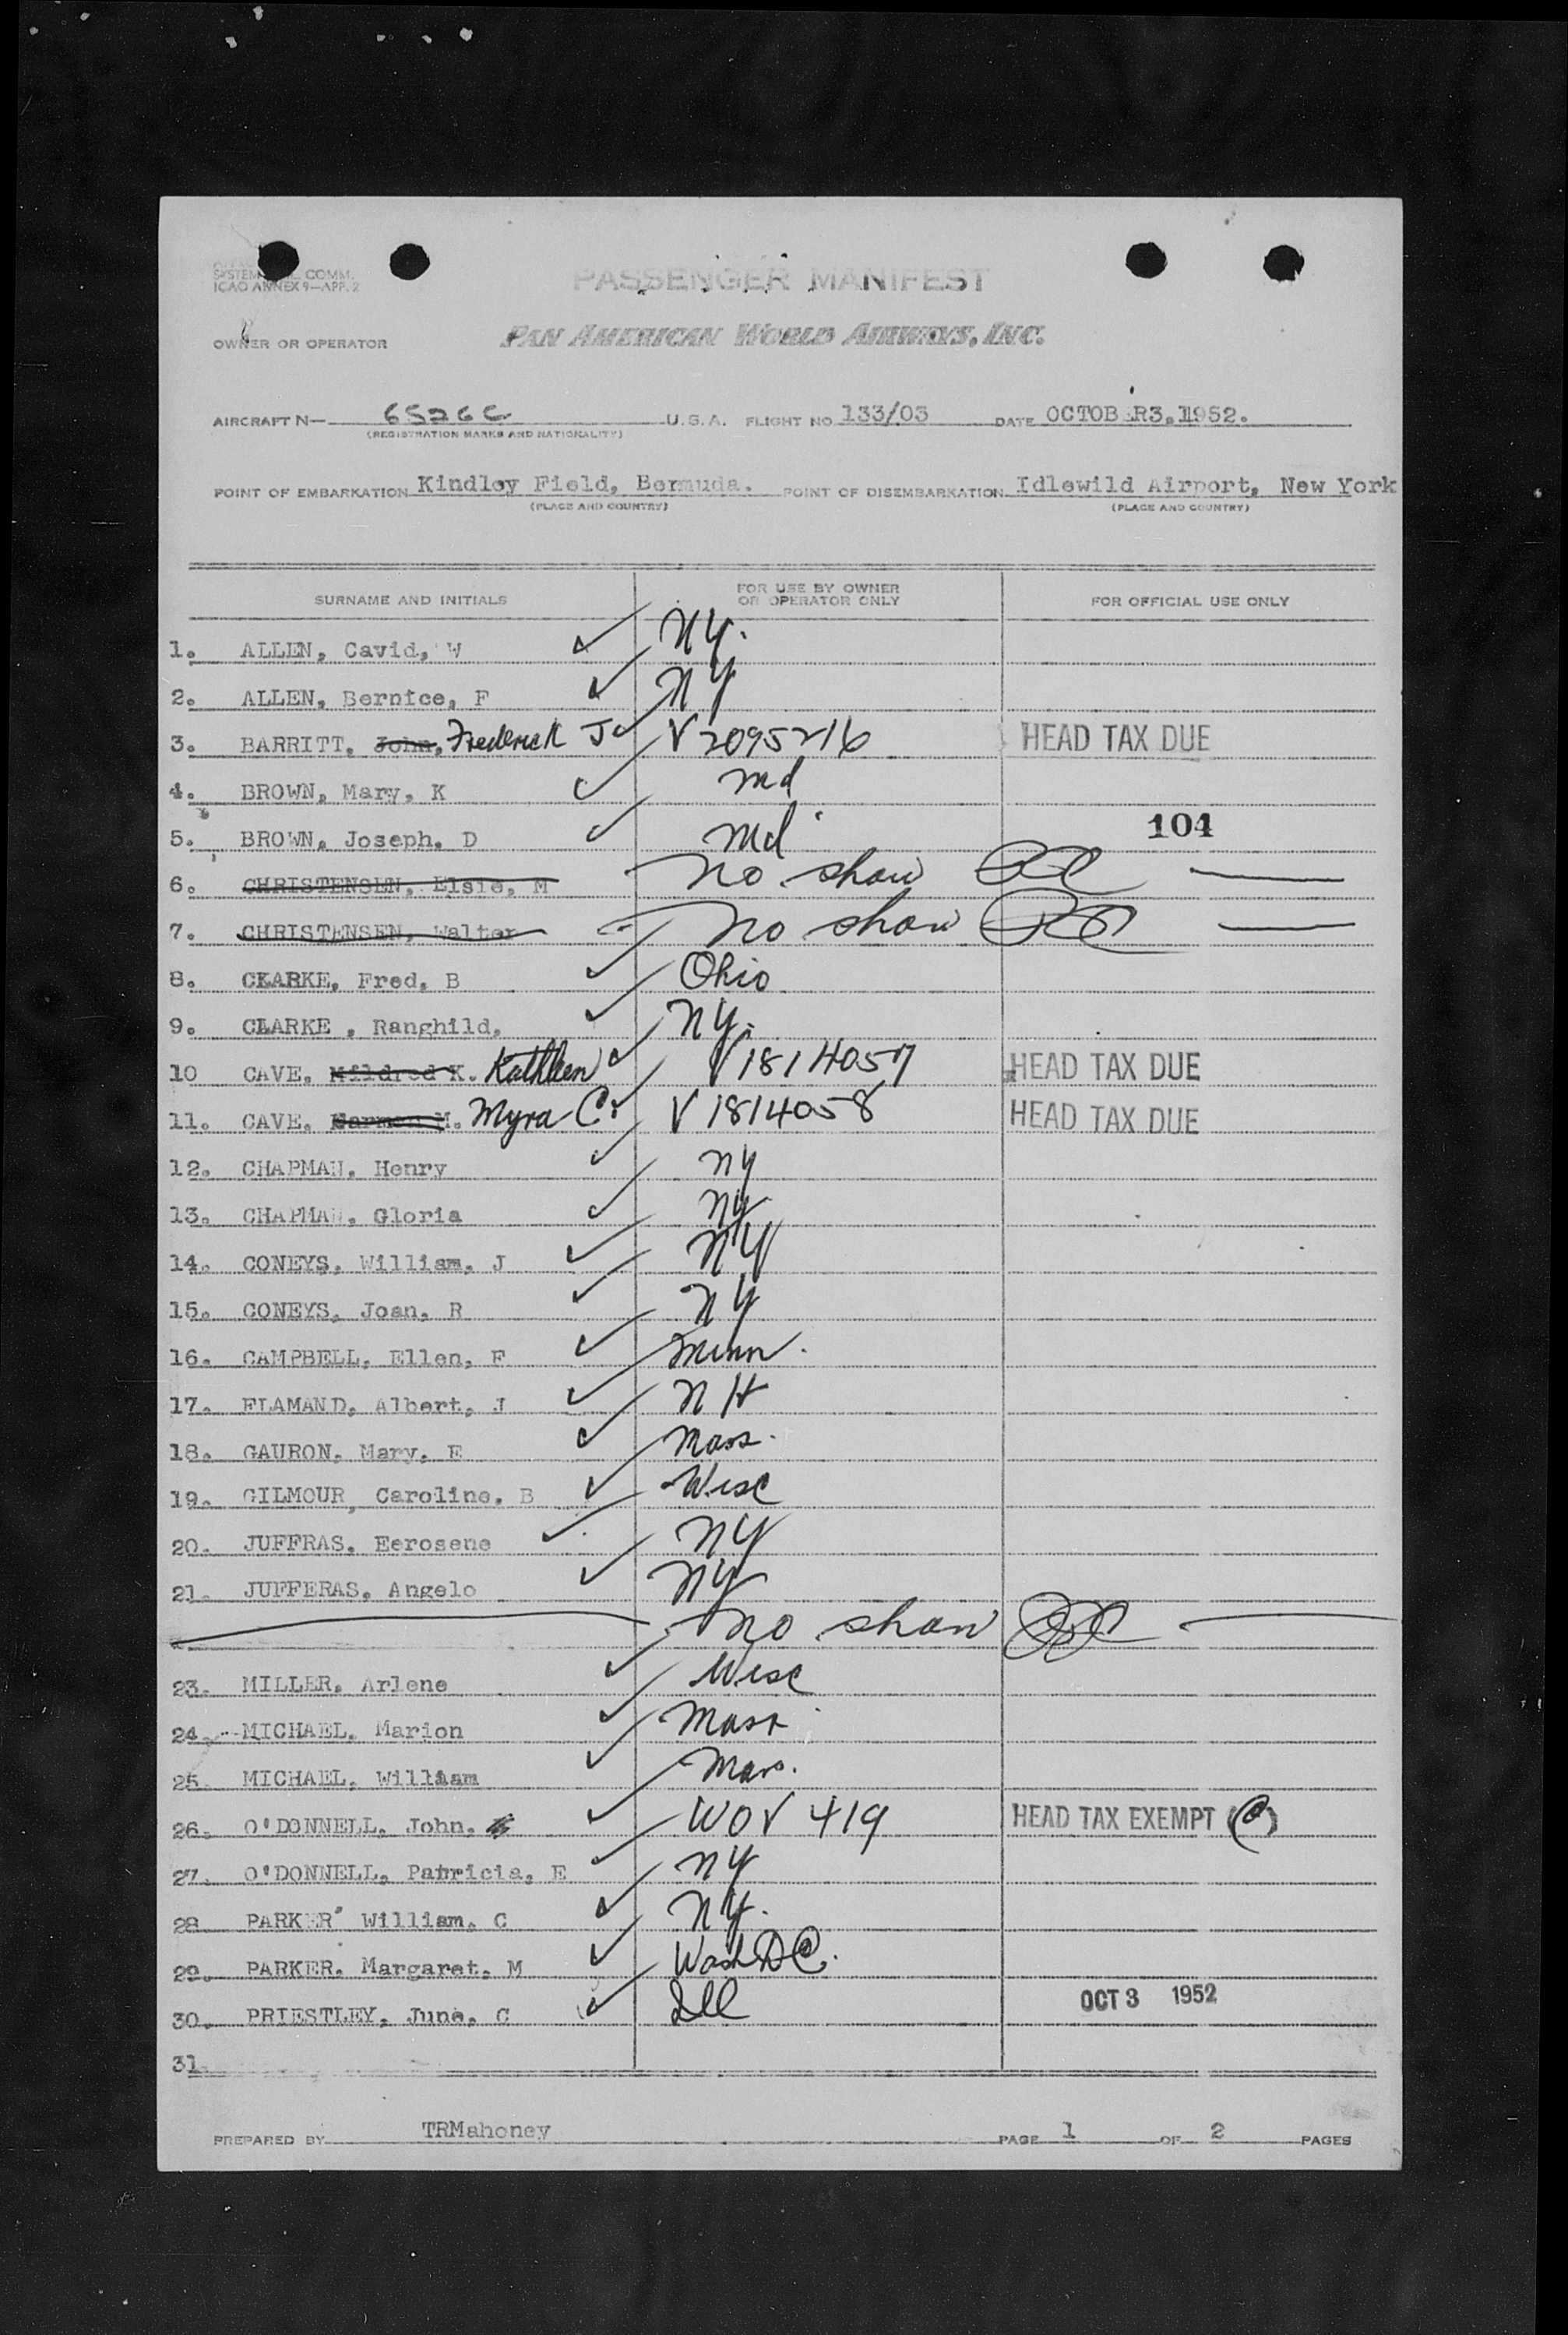 SYSTEM COMM.
ICAO ANNEX 9—APP. 2
PASSENGER MANIFEST
OWNER OR OPERATOR PAN AMERICAN WORLD AIRWAYS, INC.
AIRCRAFT N— 6526C U.S.A. FLIGHT NO. 133/03 DATE OCTOBER3, 1952.
(REGISTRATION MARKS AND NATIONALITY)
POINT OF EMBARKATION Kindley Field, Bermuda. POINT OF DISEMBARKATION Idlewild Airport, New York
(PLACE AND COUNTRY) (PLACE AND COUNTRY)
SURNAME AND INITIALS FOR USE BY OWNER OR OPERATOR ONLY FOR OFFICIAL USE ONLY
1. ALLEN, Cavid, W NY.
2. ALLEN, Bernice, F NY
3. BARRITT, John, Frederick J V 2095216 HEAD TAX DUE
4. BROWN, Mary, K Md
5. BROWN, Joseph, D Md 104
6. CHRISTENSEN, Elsie, M No show
7. CHRISTENSEN, Walter No show
8. CLARKE, Fred, B Ohio
9. CLARKE , Ranghild, NY.
10 CAVE, Mildred K. Kathleen V1814057 HEAD TAX DUE
11. CAVE, M. Myra C. V 1814058 HEAD TAX DUE
12. CHAPMAN, Henry NY
13. CHAPMAN, Gloria NY
14. CONEYS, William, J NY
15. CONEYS, Joan, R NY
16. CAMPBELL, Ellen, F Minn.
17. FLAMAND, Albert, J NH
18. GAURON, Mary, E Mass.
19. GILMOUR, Caroline, B Wisc
20. JUFFRAS, Eerosene NY
21. JUFFERAS, Angelo NY
No show
23. MILLER, Arlene Wisc
24. MICHAEL, Marion Mass
25. MICHAEL, William Mass.
26. O'DONNELL, John, WOV 419 HEAD TAX EXEMPT
27. O'DONNELL, Patricia, E NY
28 PARKER' William, C NY.
29. PARKER, Margaret, M Wash DC.
30. PRIESTLEY, June, C Ill OCT 3 1952
31.
PREPARED BY TRMahoney PAGE 1 OF 2 PAGES